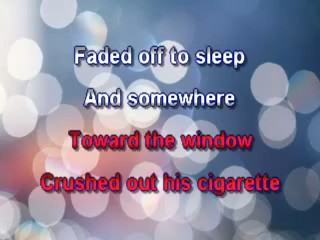 Faded off to sleep
And somewhere
Toward the window
Crushed out his cigarette